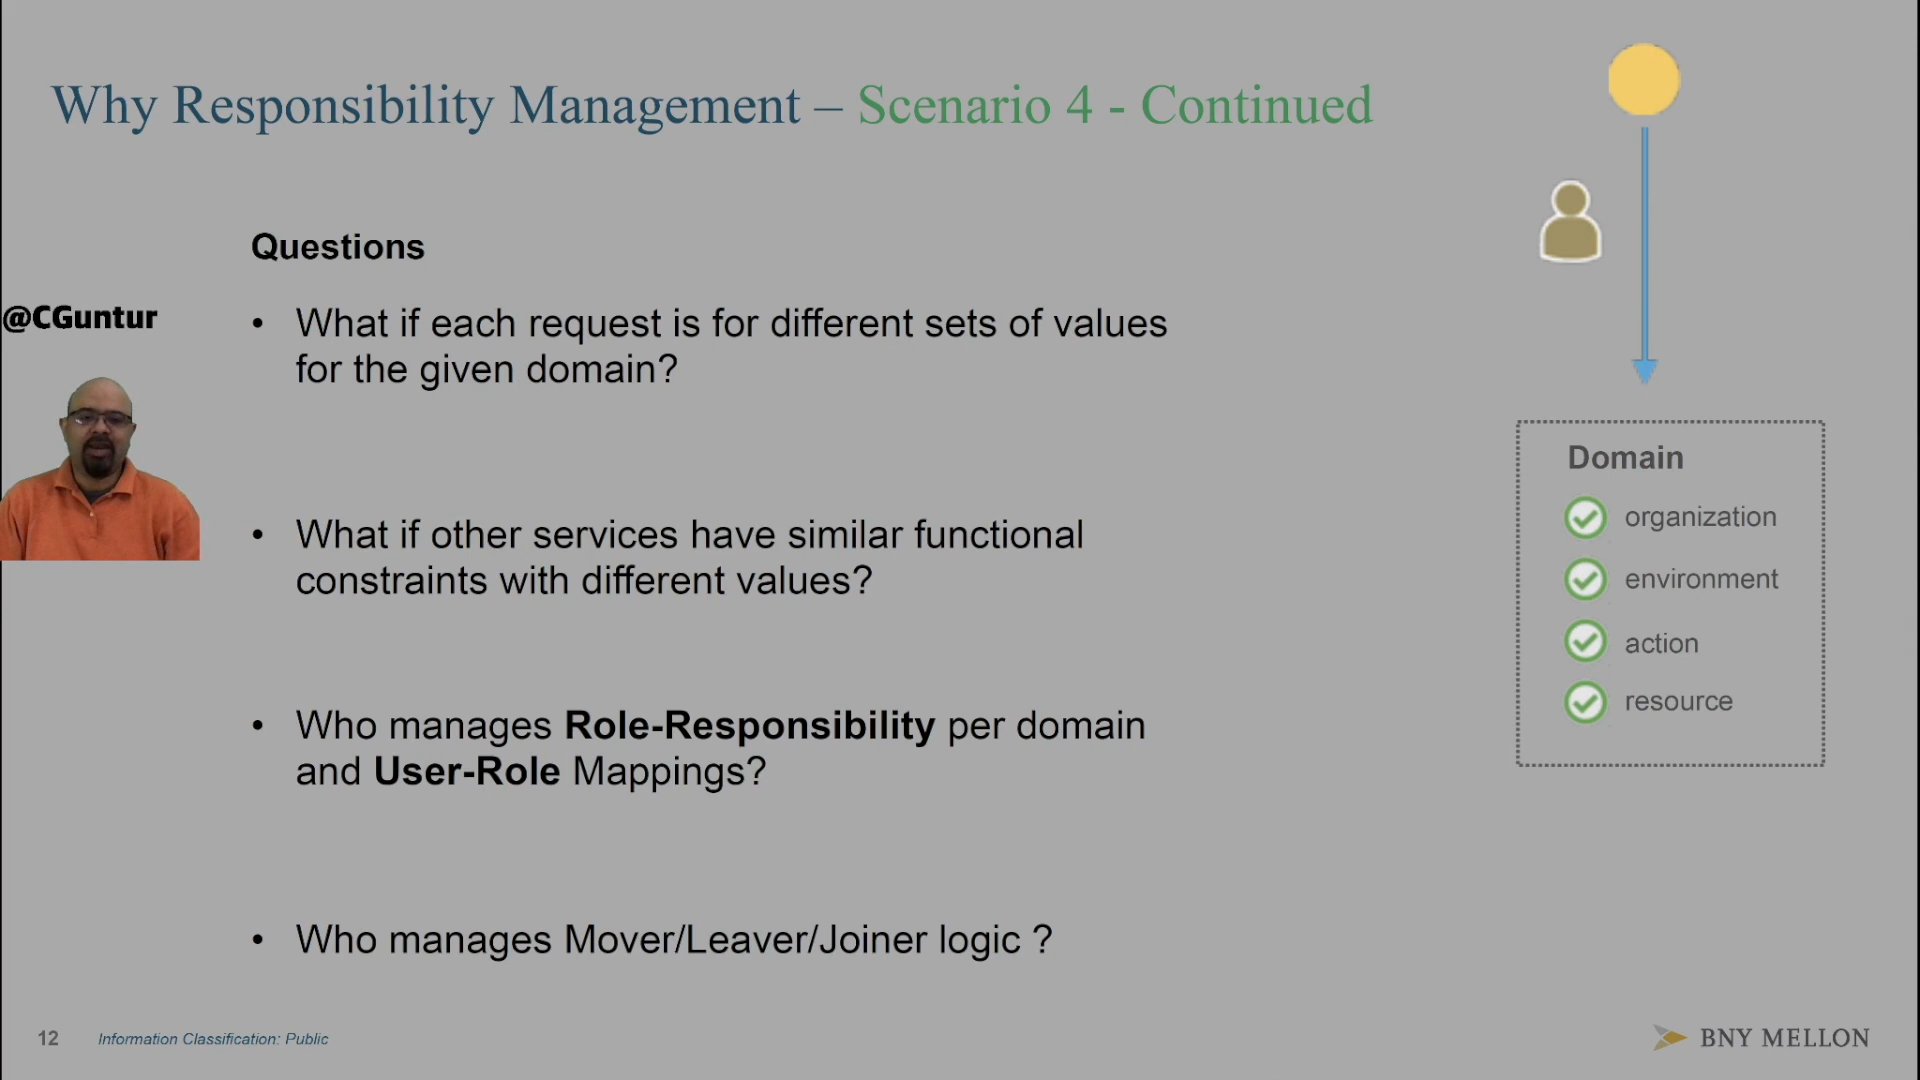 Why Responsibility Management – Scenario 4 - Continued
Questions
@CGuntur
• What if each request is for different sets of values
for the given domain?
• What if other services have similar functional
constraints with different values?
• Who manages Role-Responsibility per domain
and User-Role Mappings?
• Who manages Mover/Leaver/Joiner logic ?
Domain
organization
environment
action
resource
12
Information Classification: Public
BNY MELLON